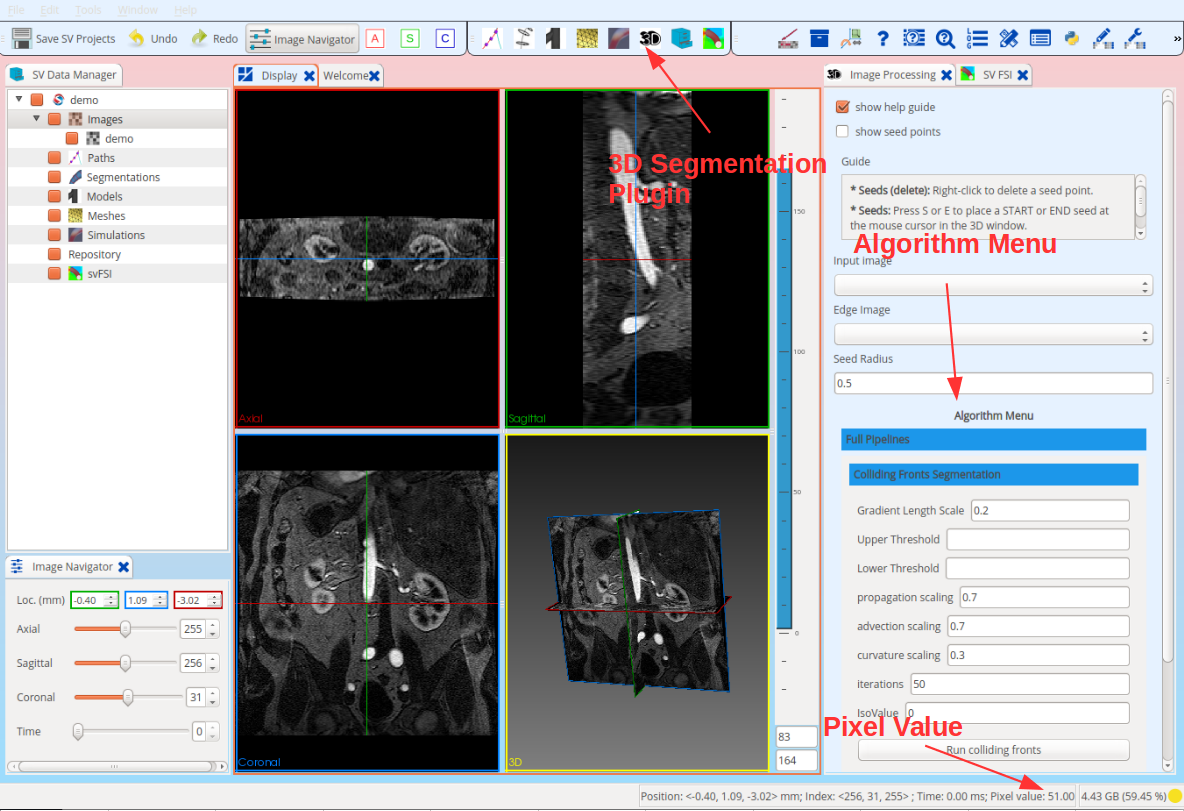 File Edit Tools Window Help
Save SV Projects Undo Redo Image Navigator A S C 3D ? »
SV Data Manager
Display Welcome
3D Image Processing SV FSI
demo
Images
demo
Paths
Segmentations
Models
Meshes
Simulations
Repository
svFSI
Image Navigator
Loc. (mm) -0.40 1.09 -3.02
Axial 255
Sagittal 256
Coronal 31
Time 0
Axial
Sagittal
Coronal
3D
3D Segmentation
Plugin
150
100
50
0
83
164
show help guide
show seed points
Guide
* Seeds (delete): Right-click to delete a seed point.
* Seeds: Press S or E to place a START or END seed at
the mouse cursor in the 3D window.
Algorithm Menu
Input image
Edge Image
Seed Radius
0.5
Algorithm Menu
Full Pipelines
Colliding Fronts Segmentation
Gradient Length Scale 0.2
Upper Threshold
Lower Threshold
propagation scaling 0.7
advection scaling 0.7
curvature scaling 0.3
iterations 50
IsoValue 0
Pixel Value
Run colliding fronts
Position: <-0.40, 1.09, -3.02> mm; Index: <256, 31, 255> ; Time: 0.00 ms; Pixel value: 51.00 4.43 GB (59.45 %)